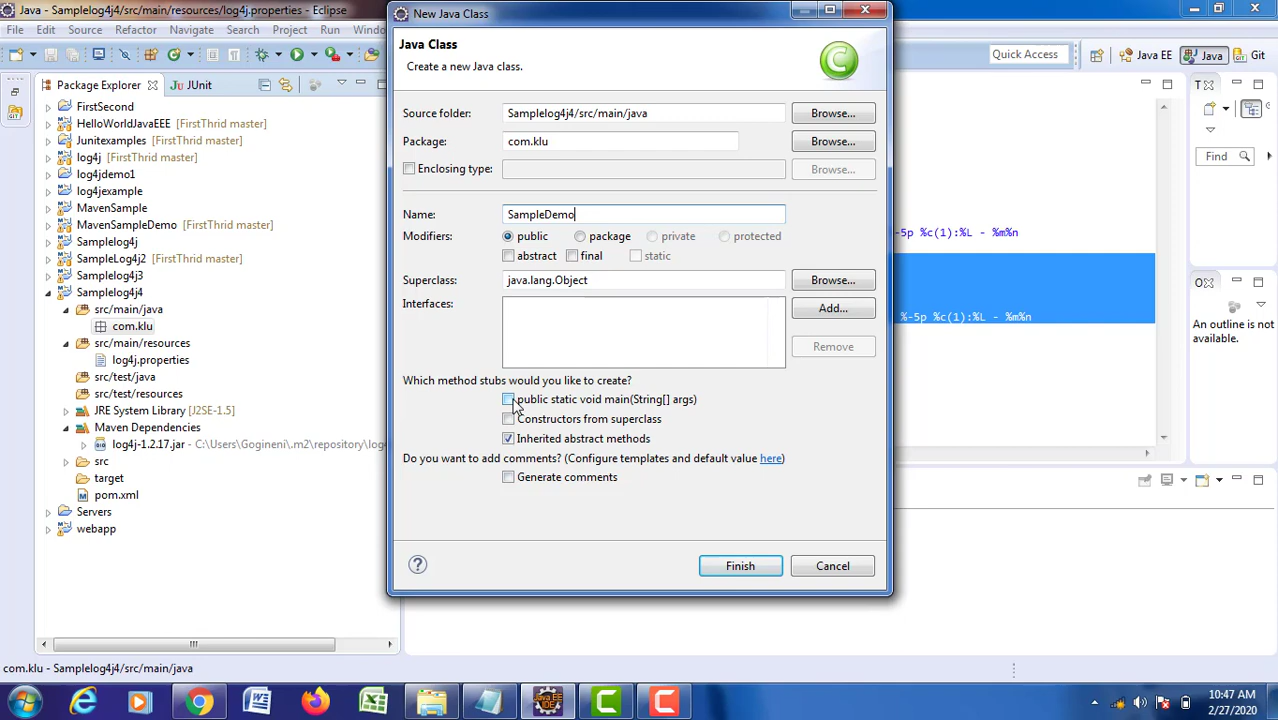 Java - Samplelog4j4/src/main/resources/log4j.properties - Eclipse
New Java Class
File Edit Source Refactor Navigate Search Project Run
Java Class
Create a new Java class.
Quick Access
Java EE
Java
Git
Package Explorer
JUnit
FirstSecond
HelloWorldJavaEEE (FirstThrid master)
Junitexamples (FirstThrid master)
log4j (FirstThrid master)
log4jdemo1
log4jexample
MavenSample
MavenSampleDemo (FirstThrid master)
Samplelog4j
SampleLog42
Samplelog4j3
Samplelog4j4
src/main/java
com.klu
src/main/resources
log4j.properties
src/test/java
src/test/resources
JRE System Library [J2SE-1.5]
Maven Dependencies
log4j-1.2.17.jar - C:\Users\Gogineni\.m2\repository\log
src
target
pom.xml
Servers
webapp
Source folder: Samplelog4j4/src/main/java Browse...
Package: com.klu Browse...
Enclosing type: Browse...
Name: SampleDemo
Modifiers: public package private protected
abstract final static
Superclass: java.lang.Object Browse...
Interfaces: Add...
Remove
Which method stubs would you like to create?
public static void main(String[] args)
Constructors from superclass
Inherited abstract methods
Do you want to add comments? (Configure templates and default value here)
Generate comments
Finish Cancel
-5p %c(1):%L - %m%n
%-5p %c(1):%L - %m%n
Find
An outline is not
available.
com.klu - Samplelog4j4/src/main/java
10:47 AM
2/27/2020